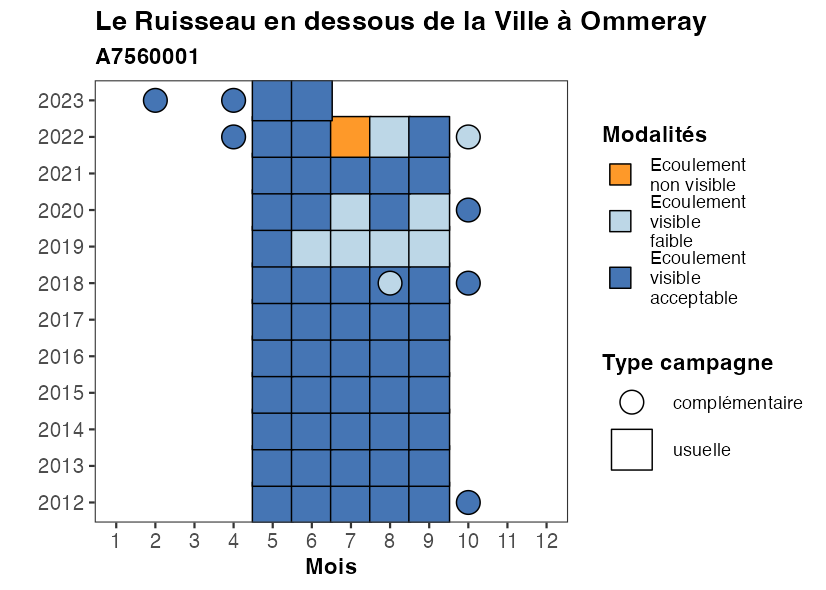 Le Ruisseau en dessous de la Ville à Ommeray
A7560001
2023
2022
2021
2020
2019
2018
2017
2016
2015
2014
2013
2012
1 2 3 4 5 6 7 8 9 10 11 12
Mois
Modalités
Ecoulement
non visible
Ecoulement
visible
faible
Ecoulement
visible
acceptable
Type campagne
complémentaire
usuelle